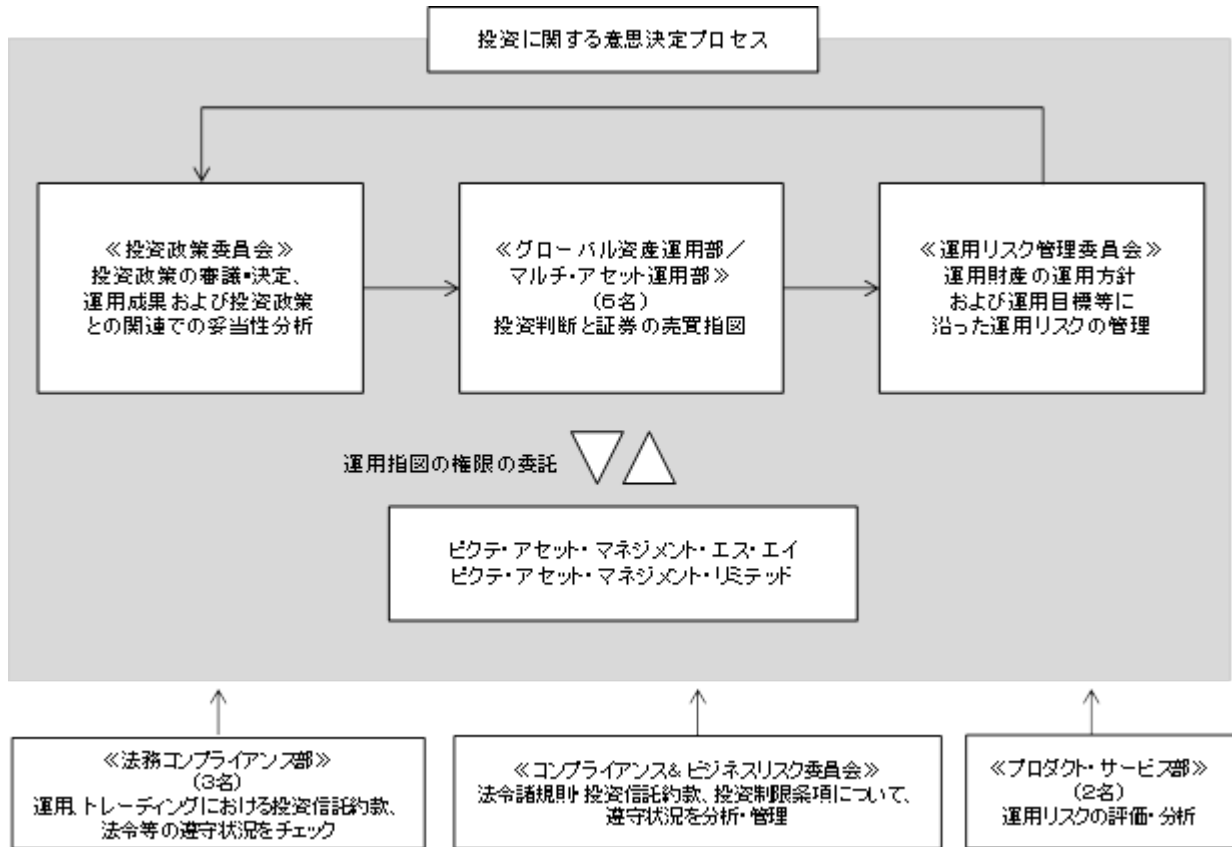 投資に関する意思決定プロセス
≪投資政策委員会≫
投資政策の審議・決定、
運用成果および投資政策
との関連での妥当性分析
≪グローバル資産運用部／
マルチ・アセット運用部≫
(6名)
投資判断と証券の売買指図
≪運用リスク管理委員会≫
運用財産の運用方針
および運用目標等に
沿った運用リスクの管理
運用指図の権限の委託
ピクテ・アセット・マネジメント・エス・エイ
ピクテ・アセット・マネジメント・リミテッド
≪法務コンプライアンス部≫
(3名)
運用、トレーディングにおける投資信託約款、
法令等の遵守状況をチェック
≪コンプライアンス&ビジネスリスク委員会≫
法令諸規則・投資信託約款、投資制限条項について、
遵守状況を分析・管理
≪プロダクト・サービス部≫
(2名)
運用リスクの評価・分析